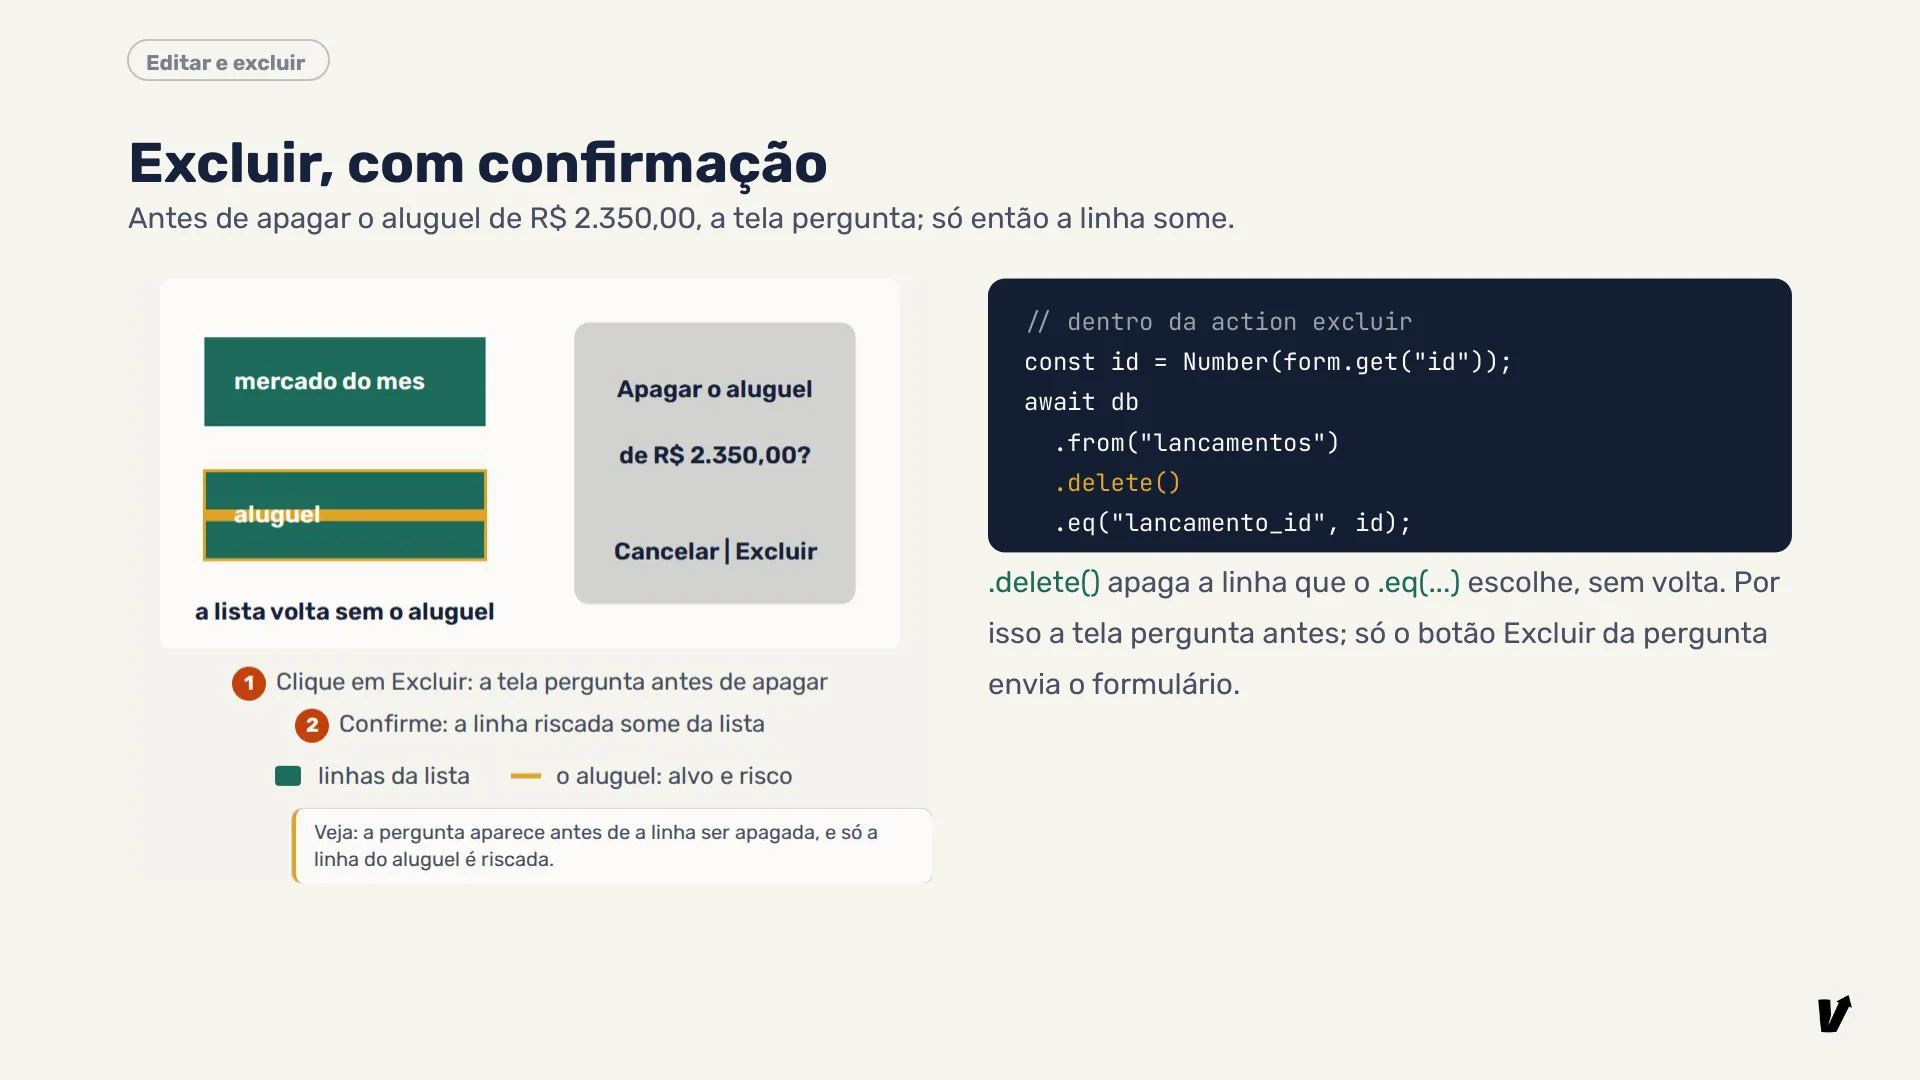 Editar e excluir
Excluir, com confirmação
Antes de apagar o aluguel de R$ 2.350,00, a tela pergunta; só então a linha some.
mercado do mes
aluguel
a lista volta sem o aluguel
Apagar o aluguel
de R$ 2.350,00?
Cancelar | Excluir
1 Clique em Excluir: a tela pergunta antes de apagar
2 Confirme: a linha riscada some da lista
linhas da lista
o aluguel: alvo e risco
Veja: a pergunta aparece antes de a linha ser apagada, e só a
linha do aluguel é riscada.
// dentro da action excluir
const id = Number(form.get("id"));
await db
.from("lancamentos")
.delete()
.eq("lancamento_id", id);
.delete() apaga a linha que o .eq(...) escolhe, sem volta. Por
isso a tela pergunta antes; só o botão Excluir da pergunta
envia o formulário.